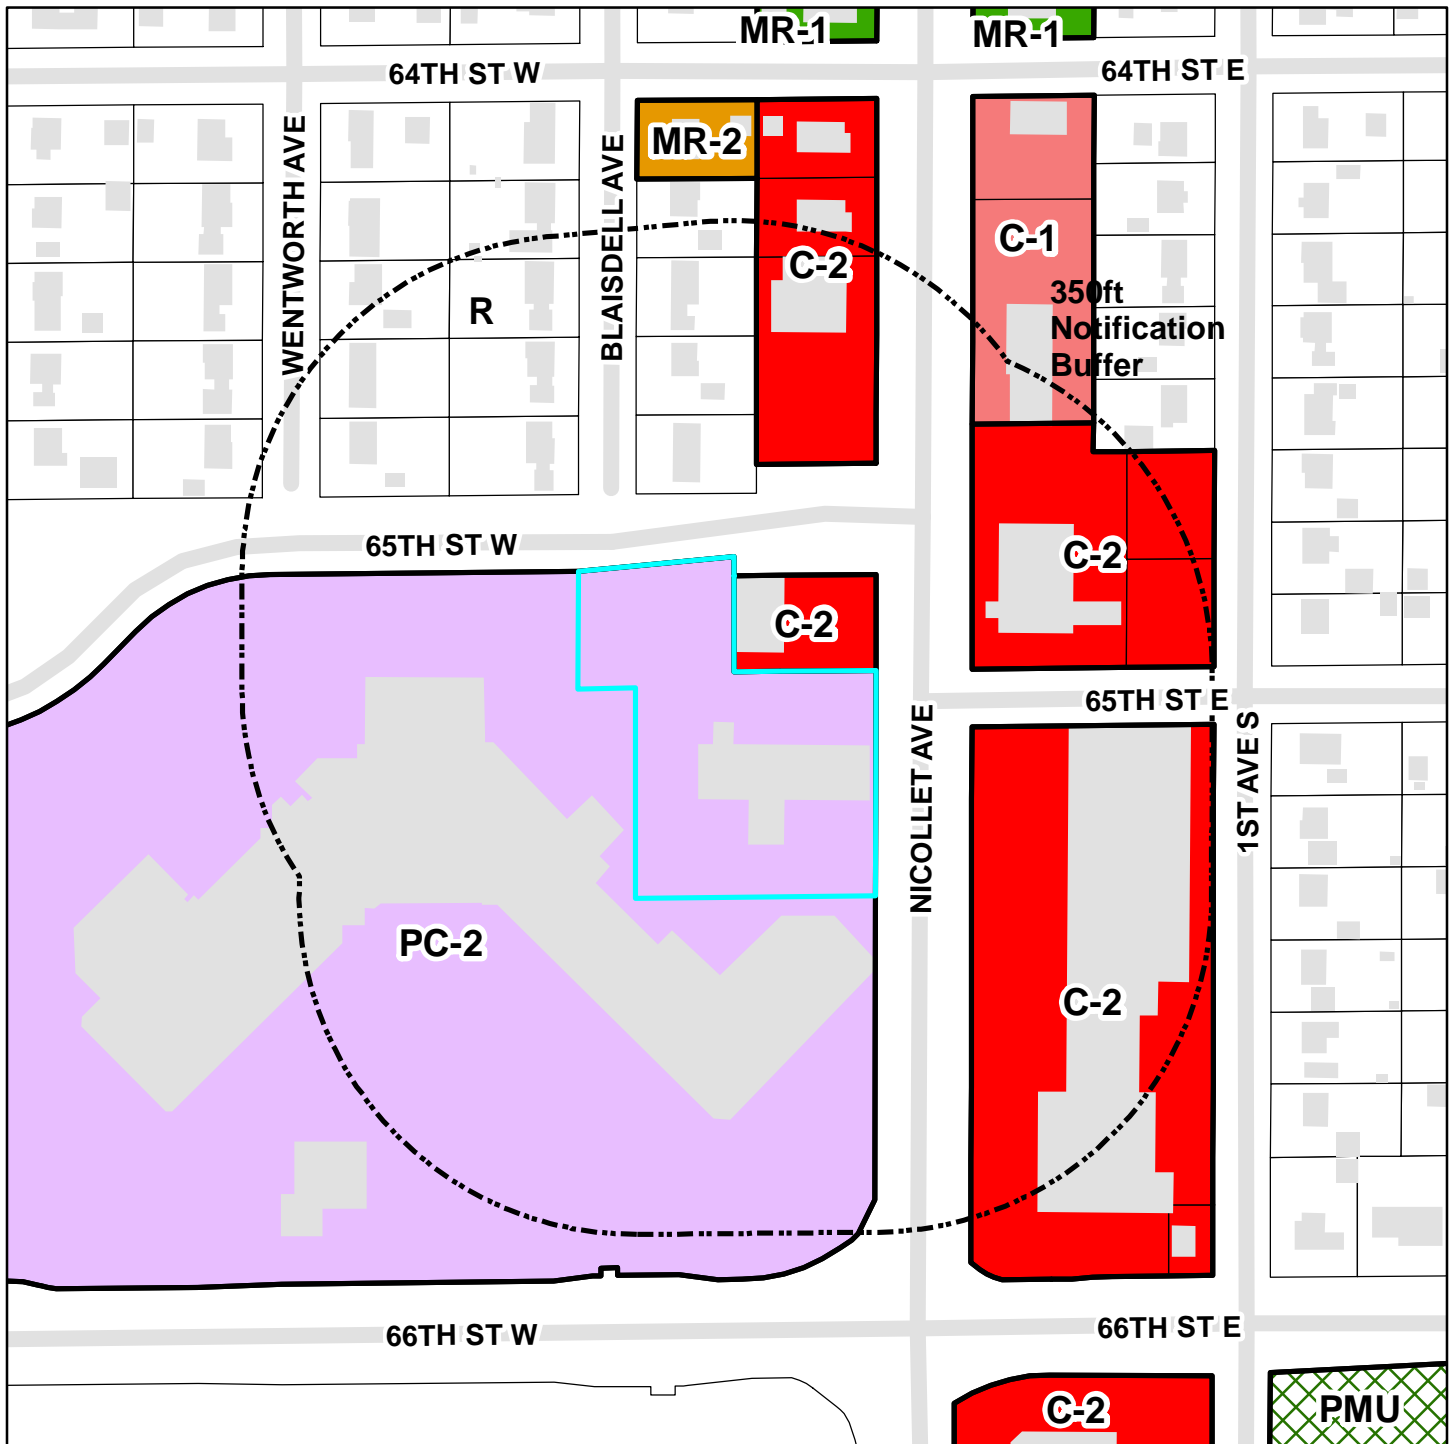 MR-1
MR-1
64TH ST W
64TH ST E
WENTWORTH AVE
BLAISDELL AVE
MR-2
C-2
C-1
R
350ft
Notification
Buffer
65TH ST W
C-2
C-2
65TH ST E
NICOLLET AVE
1ST AVE S
PC-2
C-2
66TH ST W
66TH ST E
C-2
PMU